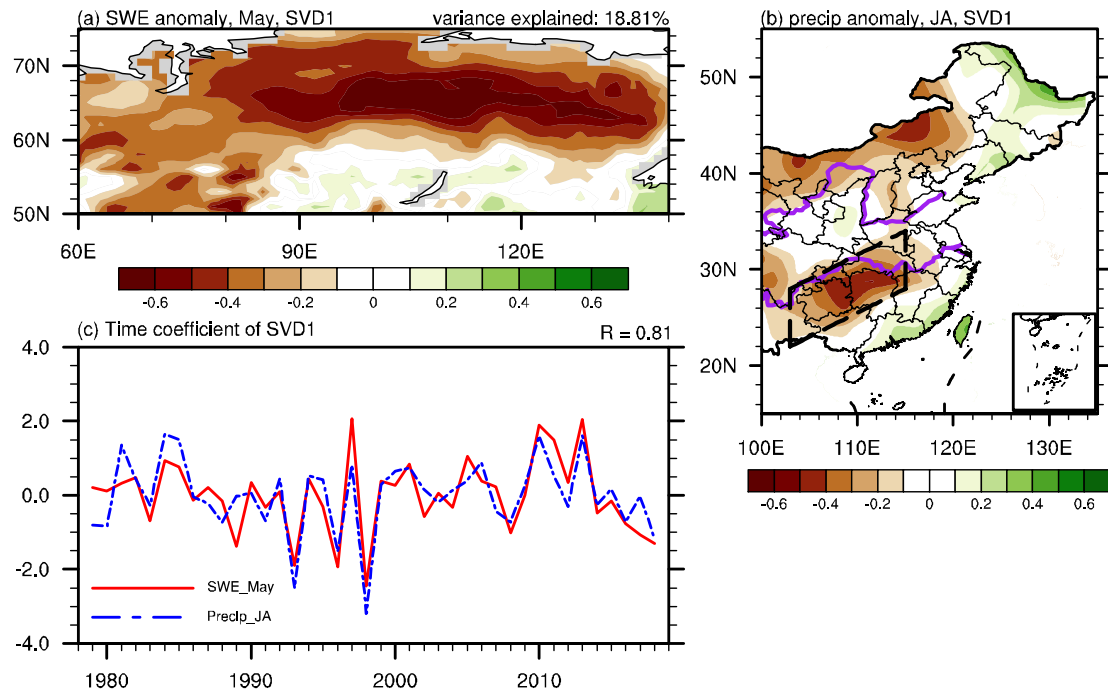 (a) SWE anomaly, May, SVD1 variance explained: 18.81%
70N
60N
50N
60E 90E 120E
-0.6 -0.4 -0.2 0 0.2 0.4 0.6
(b) precip anomaly, JA, SVD1
50N
40N
30N
20N
100E 110E 120E 130E
-0.6 -0.4 -0.2 0 0.2 0.4 0.6
(c) Time coefficient of SVD1 R = 0.81
4.0
2.0
0.0
-2.0
-4.0
SWE_May
Precip_JA
1980 1990 2000 2010